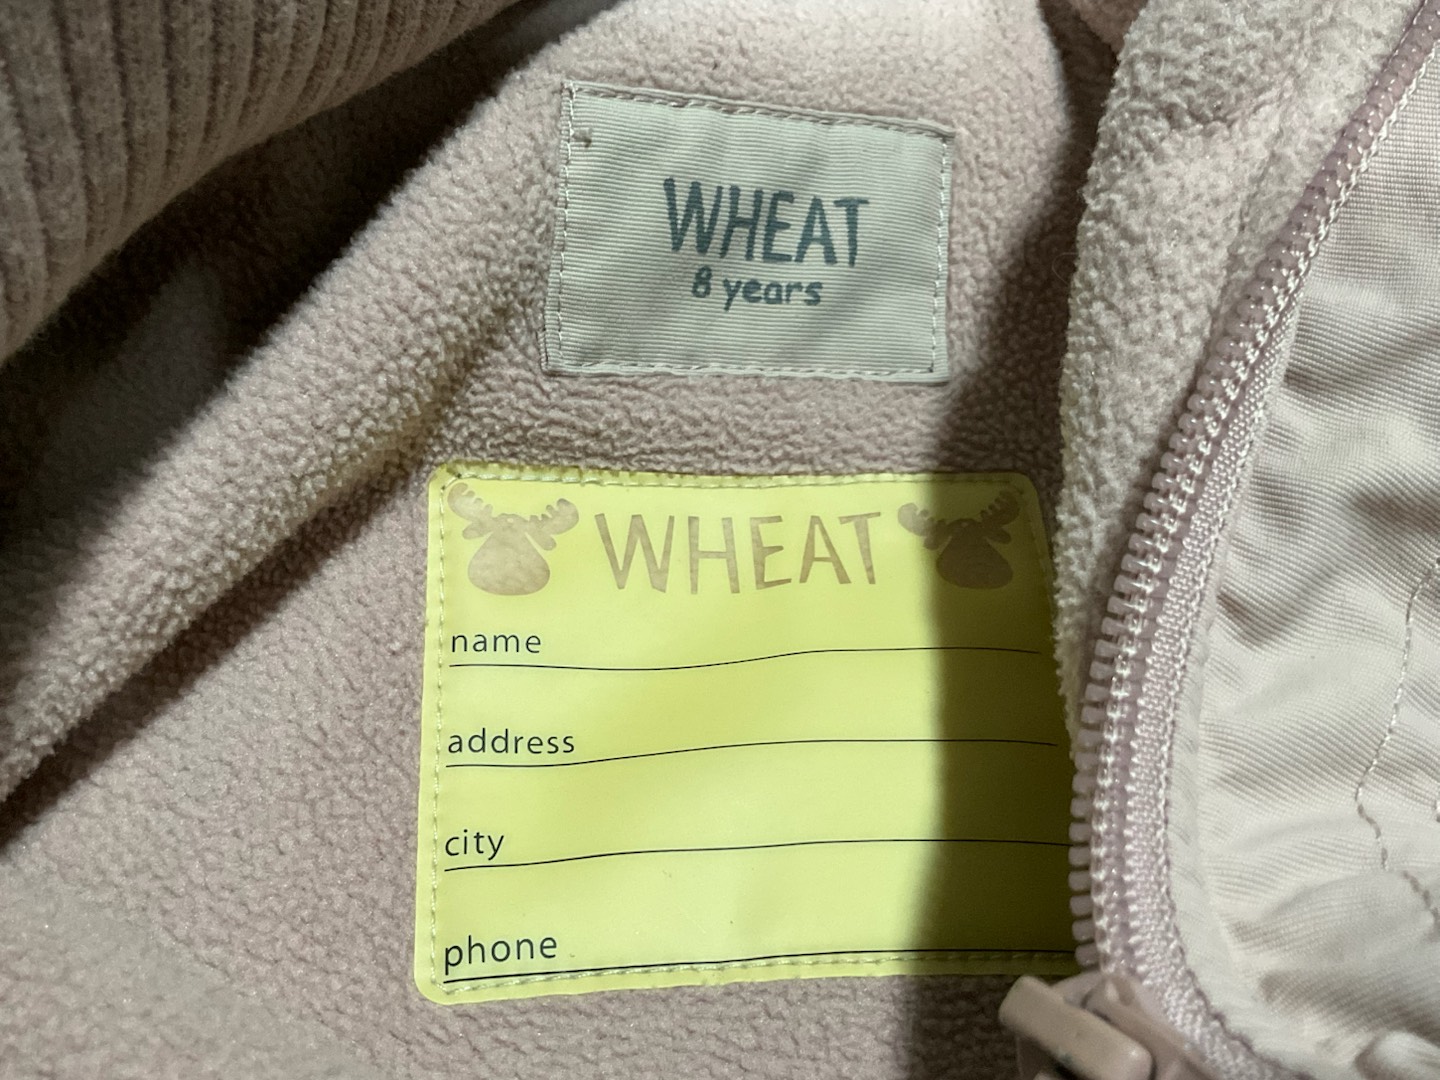 WHEAT
8 years
WHEAT
name
address
city
phone